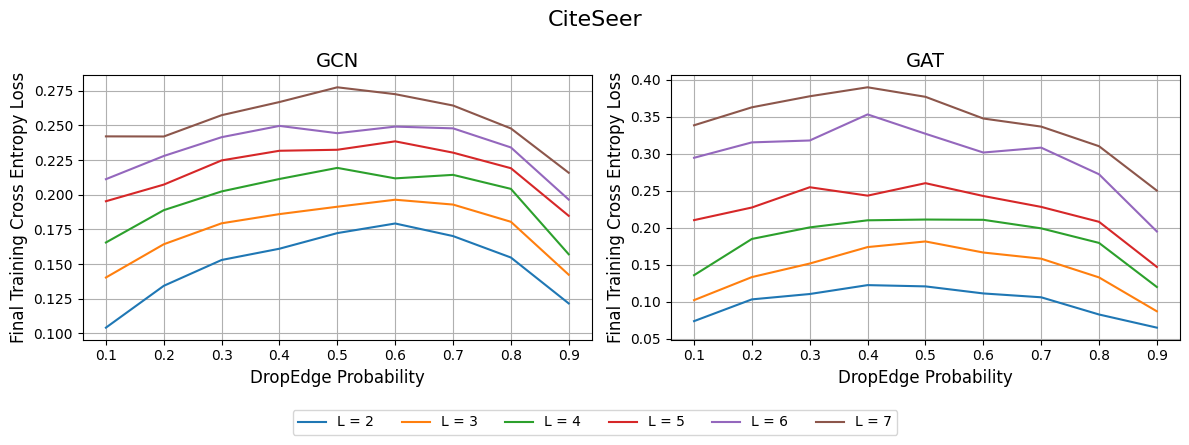 CiteSeer
GCN
Final Training Cross Entropy Loss
0.275
0.250
0.225
0.200
0.175
0.150
0.125
0.100
0.1 0.2 0.3 0.4 0.5 0.6 0.7 0.8 0.9
DropEdge Probability
GAT
Final Training Cross Entropy Loss
0.40
0.35
0.30
0.25
0.20
0.15
0.10
0.05
0.1 0.2 0.3 0.4 0.5 0.6 0.7 0.8 0.9
DropEdge Probability
L = 2 L = 3 L = 4 L = 5 L = 6 L = 7